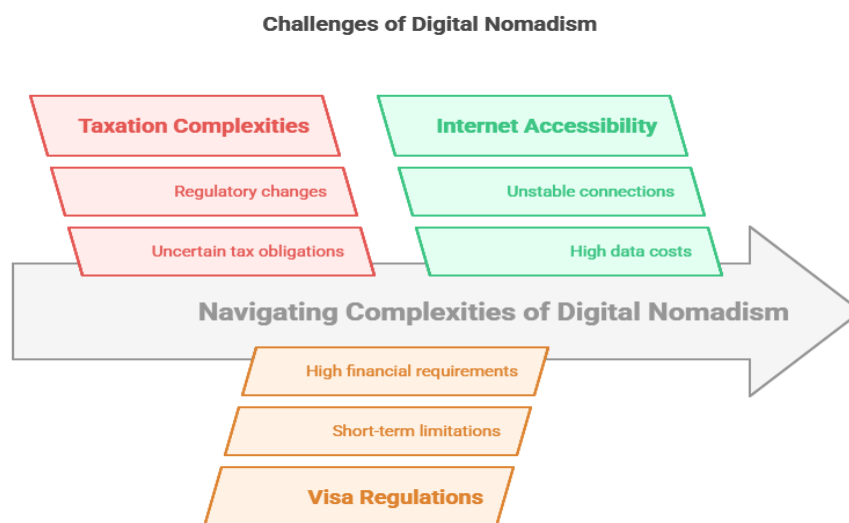 Challenges of Digital Nomadism
Taxation Complexities
Regulatory changes
Uncertain tax obligations
Internet Accessibility
Unstable connections
High data costs
Navigating Complexities of Digital Nomadism
High financial requirements
Short-term limitations
Visa Regulations